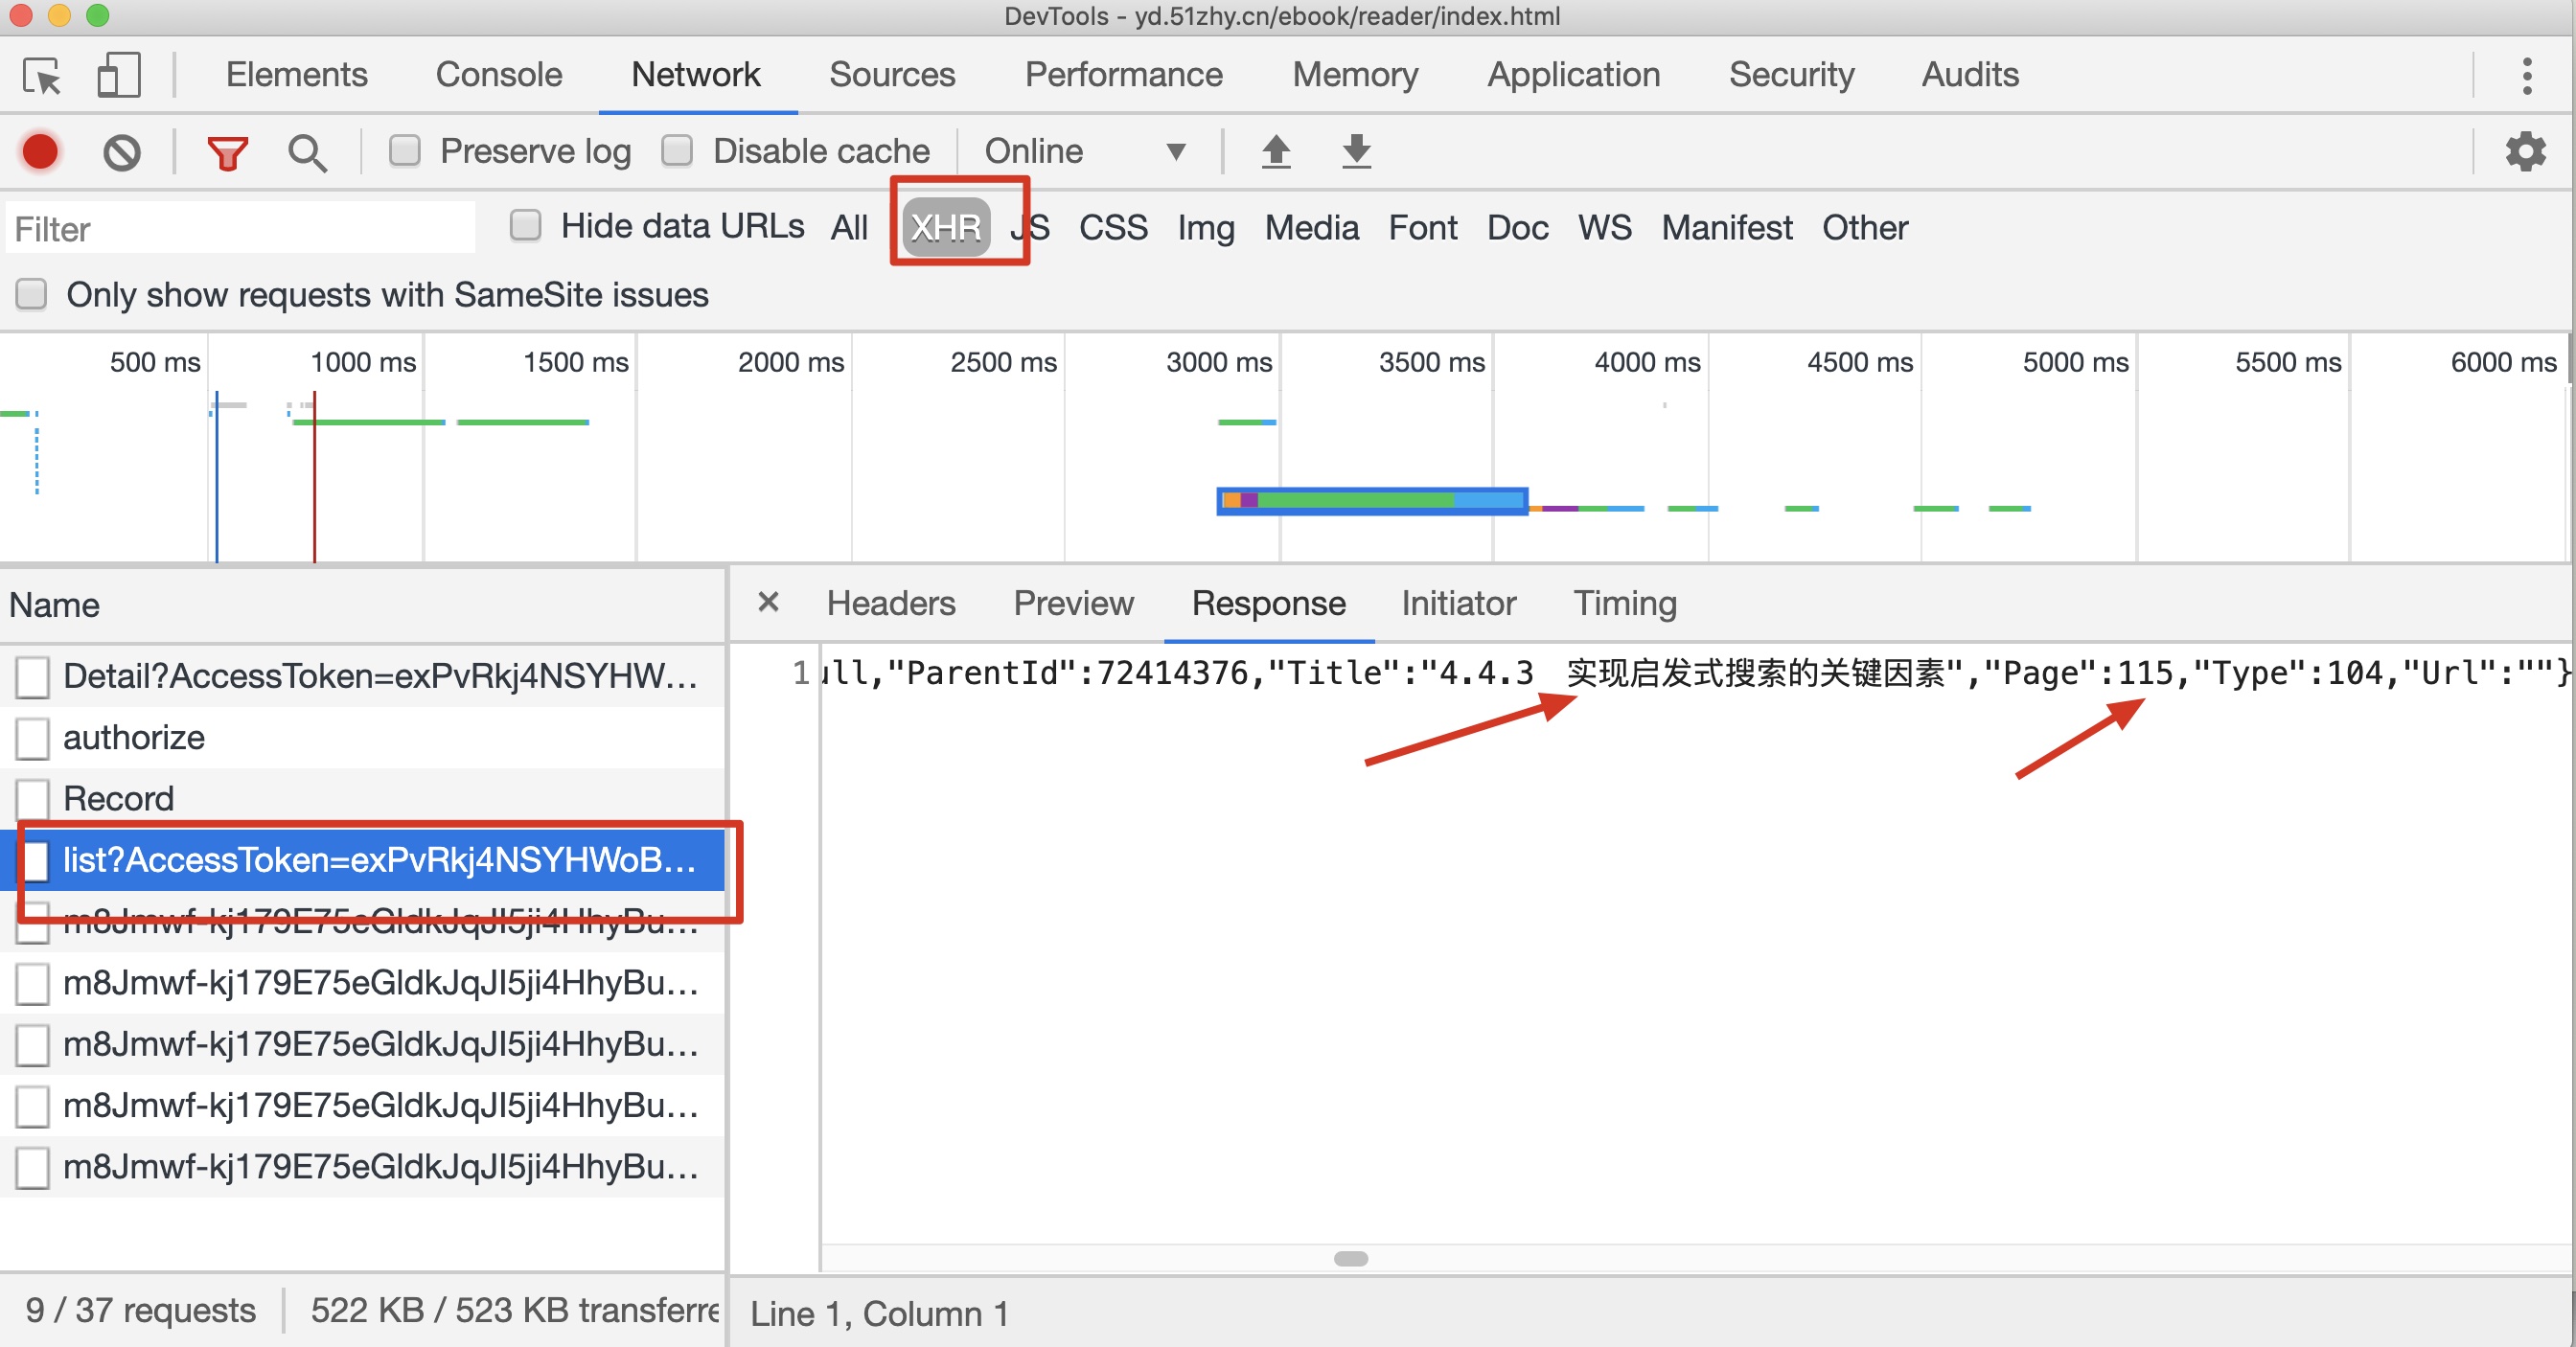 DevTools - yd.51zhy.cn/ebook/reader/index.html
Elements Console Network Sources Performance Memory Application Security Audits
Preserve log Disable cache Online
Filter Hide data URLs All XHR JS CSS Img Media Font Doc WS Manifest Other
Only show requests with SameSite issues
500 ms 1000 ms 1500 ms 2000 ms 2500 ms 3000 ms 3500 ms 4000 ms 4500 ms 5000 ms 5500 ms 6000 ms
Name
× Headers Preview Response Initiator Timing
1 ull,"ParentId":72414376,"Title":"4.4.3 实现启发式搜索的关键因素","Page":115,"Type":104,"Url":""}
Detail?AccessToken=exPvRkj4NSYHW...
authorize
Record
list?AccessToken=exPvRkj4NSYHWoB...
m8Jmwf-kj179E75eGldkJqJI5ji4HhyBu...
m8Jmwf-kj179E75eGldkJqJI5ji4HhyBu...
m8Jmwf-kj179E75eGldkJqJI5ji4HhyBu...
m8Jmwf-kj179E75eGldkJqJI5ji4HhyBu...
m8Jmwf-kj179E75eGldkJqJI5ji4HhyBu...
9 / 37 requests 522 KB / 523 KB transferre
Line 1, Column 1